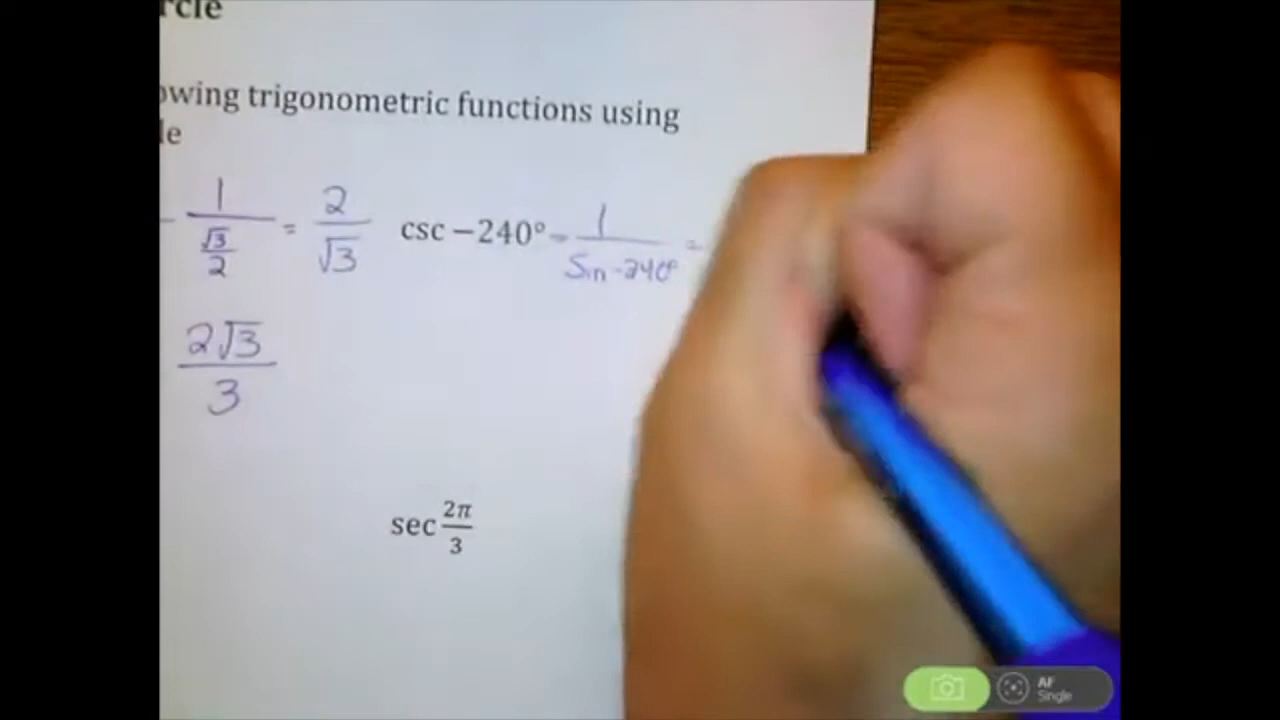 rcle
owing trigonometric functions using
le
1 / (√3/2) = 2/√3
csc −240° = 1 / Sin -240° =
2√3 / 3
sec 2π/3
AF
Single